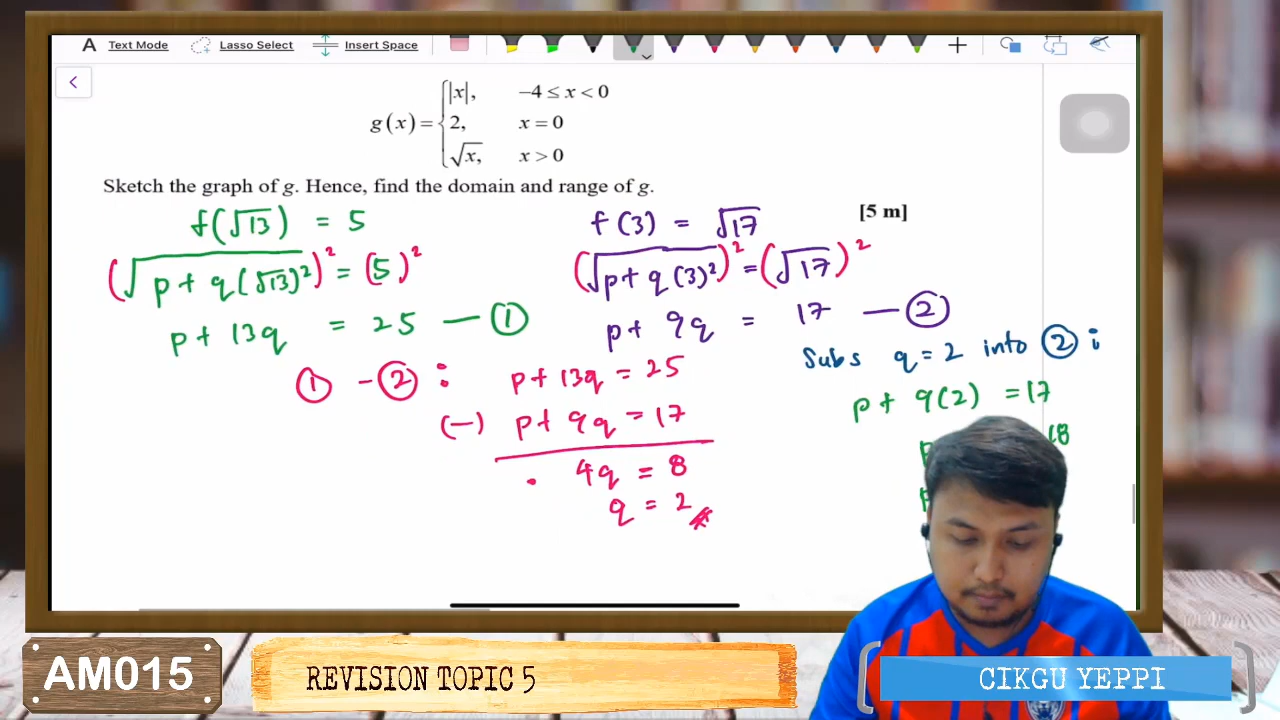 A Text Mode Lasso Select Insert Space
g(x) = { |x|, −4 ≤ x < 0
2, x = 0
√x, x > 0
Sketch the graph of g. Hence, find the domain and range of g.
[5 m]
f(√13) = 5
(√(p + q(√13)²))² = (5)²
p + 13q = 25 — ①
f(3) = √17
(√(p + q(3)²))² = (√17)²
p + 9q = 17 — ②
① − ② :
p + 13q = 25
(−) p + 9q = 17
4q = 8
q = 2
Subs q = 2 into ② :
p + 9(2) = 17
18
AM015
REVISION TOPIC 5
CIKGU YEPPI